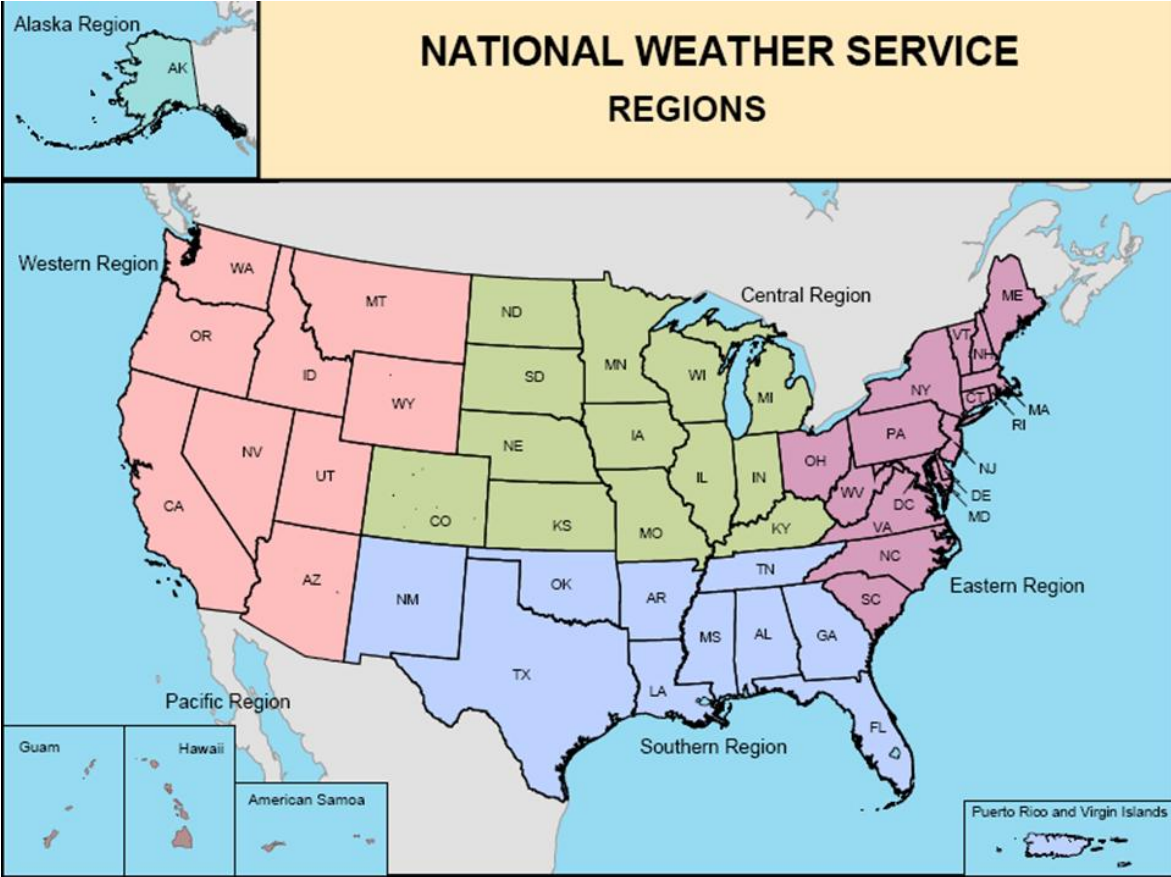 Alaska Region
AK
NATIONAL WEATHER SERVICE
REGIONS
Western Region
Central Region
WA
MT
ND
ME
OR
ID
SD
MN
WI
VT
NH
WY
MI
NY
CT
MA
RI
NV
UT
NE
IA
PA
CA
CO
KS
IL
IN
OH
NJ
WV
DE
DC
MD
MO
KY
VA
AZ
NM
OK
AR
TN
NC
SC
Eastern Region
TX
MS
AL
GA
LA
FL
Pacific Region
Southern Region
Guam
Hawaii
American Samoa
Puerto Rico and Virgin Islands